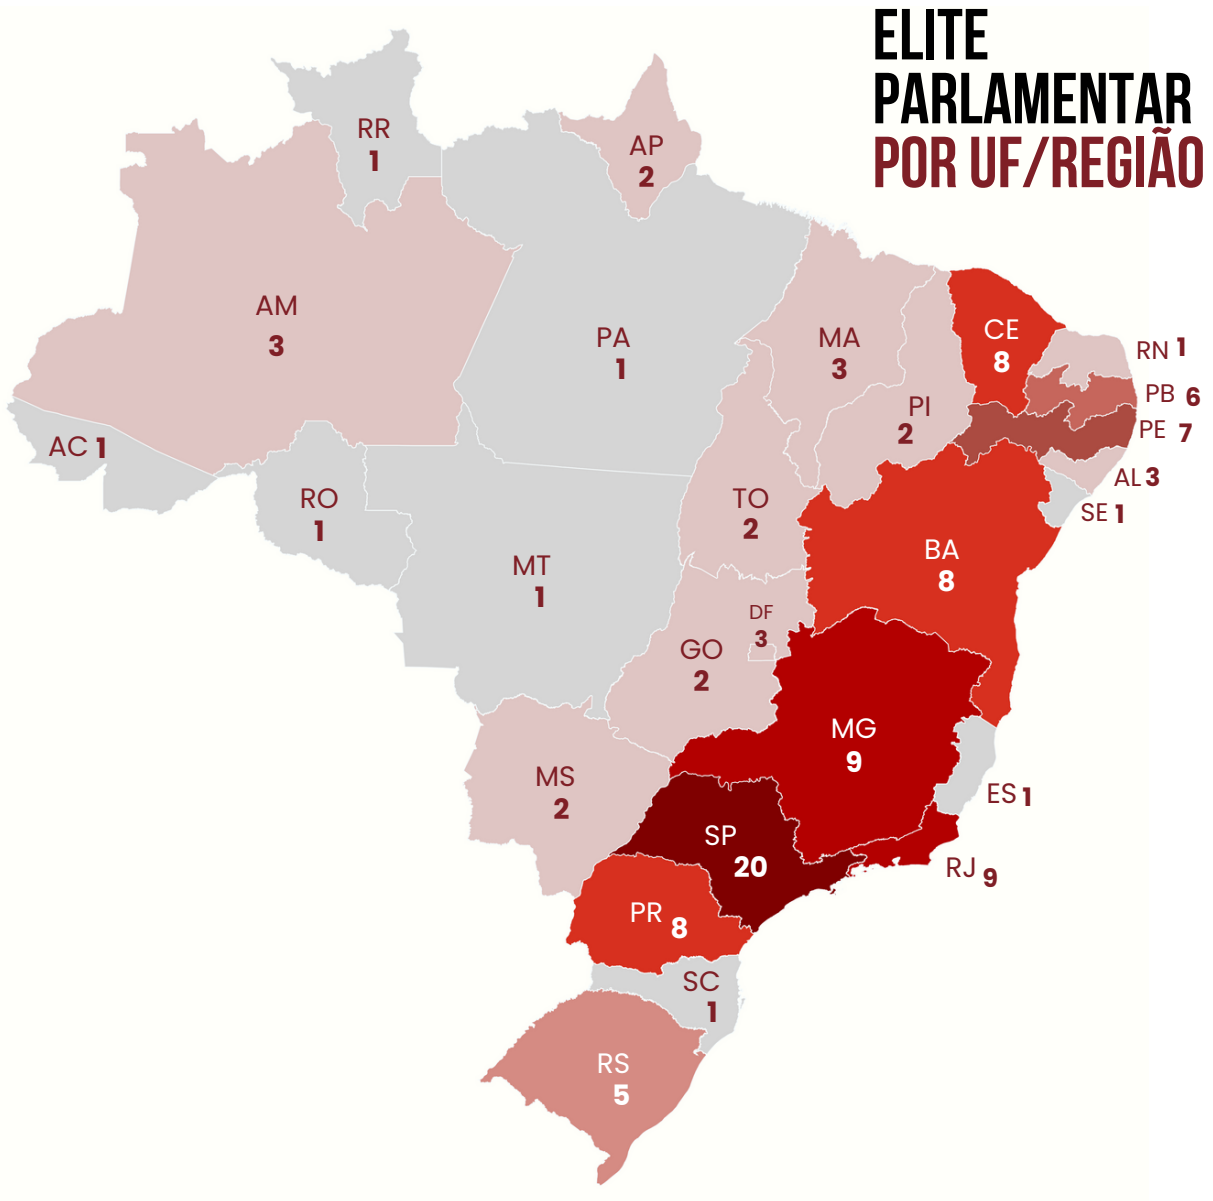 ELITE
PARLAMENTAR
POR UF/REGIÃO
RR
1
AP
2
AM
3
PA
1
MA
3
CE
8
RN 1
PB 6
PI
2
PE 7
AC 1
AL 3
RO
1
TO
2
SE 1
BA
8
MT
1
DF
3
GO
2
MG
9
MS
2
ES 1
SP
20
RJ 9
PR 8
SC
1
RS
5